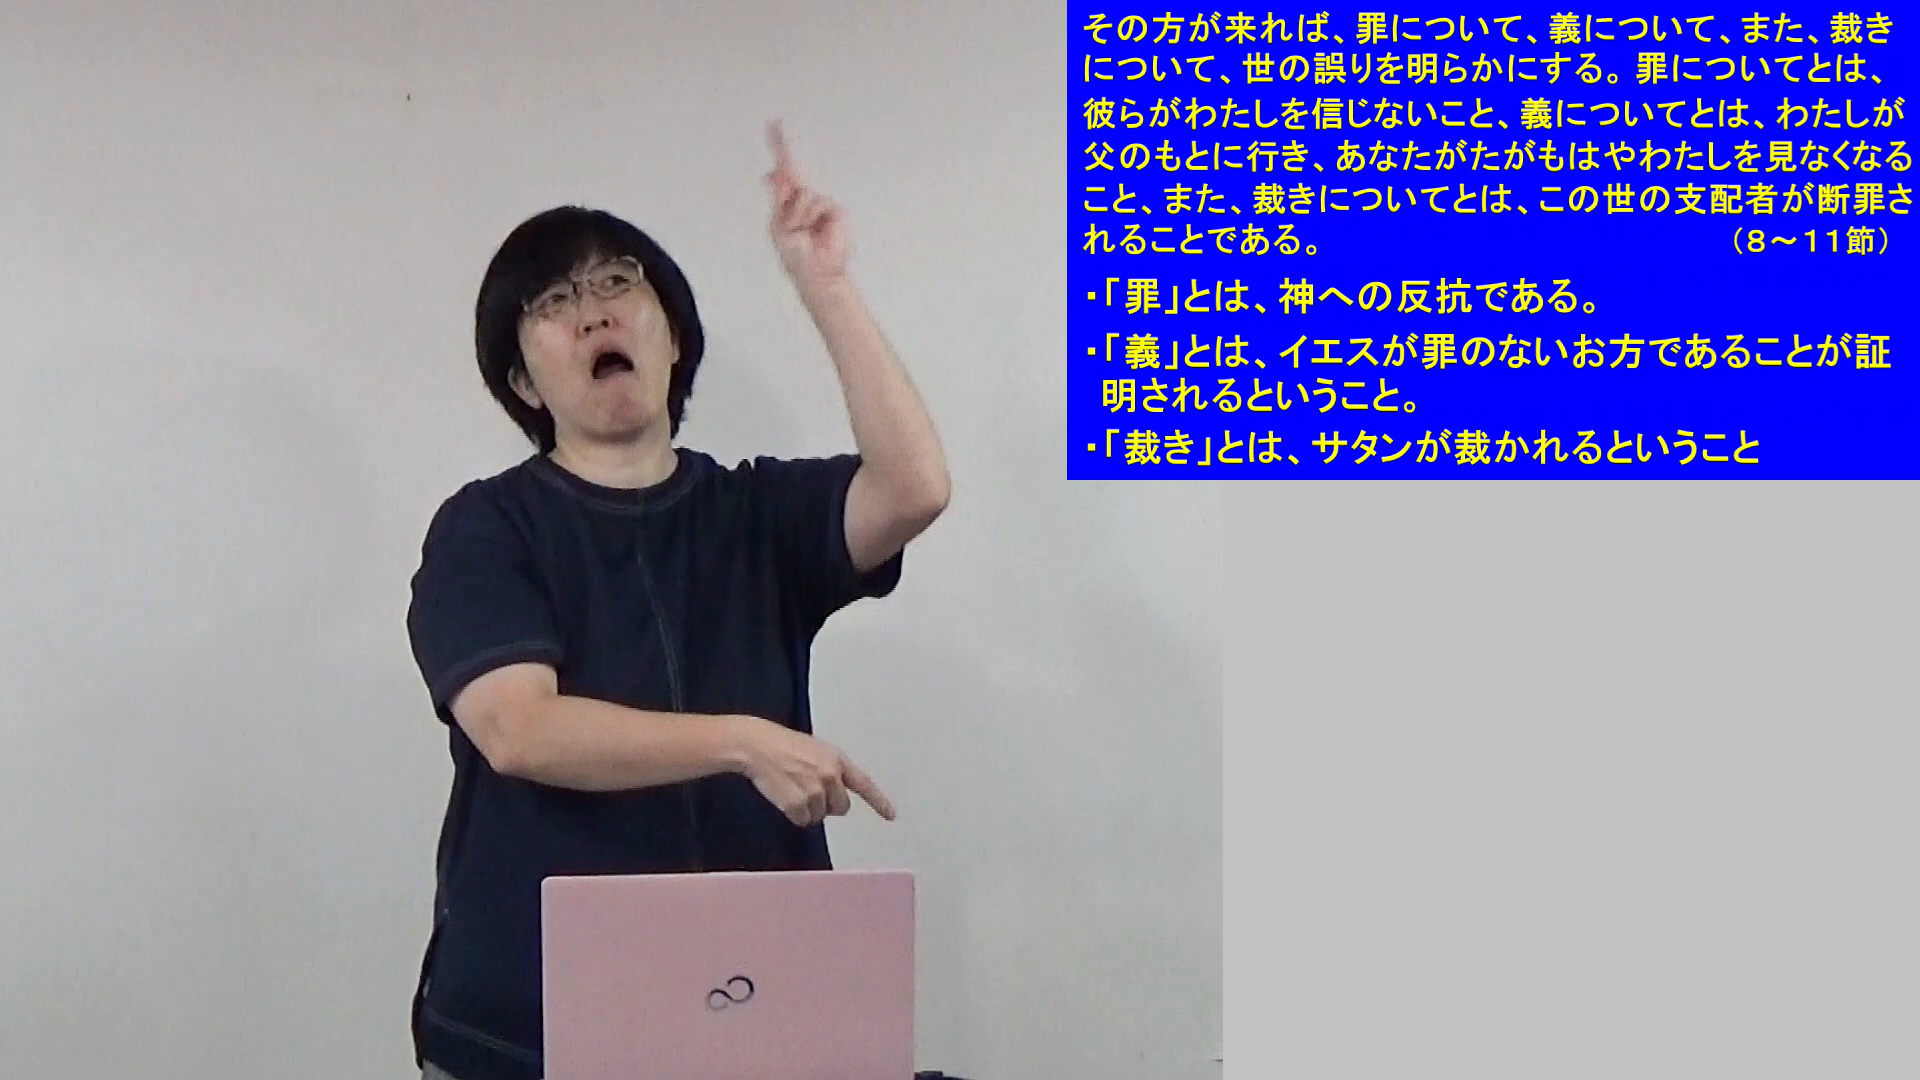 その方が来れば、罪について、義について、また、裁き
について、世の誤りを明らかにする。罪についてとは、
彼らがわたしを信じないこと、義についてとは、わたしが
父のもとに行き、あなたがたがもはやわたしを見なくなる
こと、また、裁きについてとは、この世の支配者が断罪さ
れることである。 （８～１１節）
・「罪」とは、神への反抗である。
・「義」とは、イエスが罪のないお方であることが証
明されるということ。
・「裁き」とは、サタンが裁かれるということ